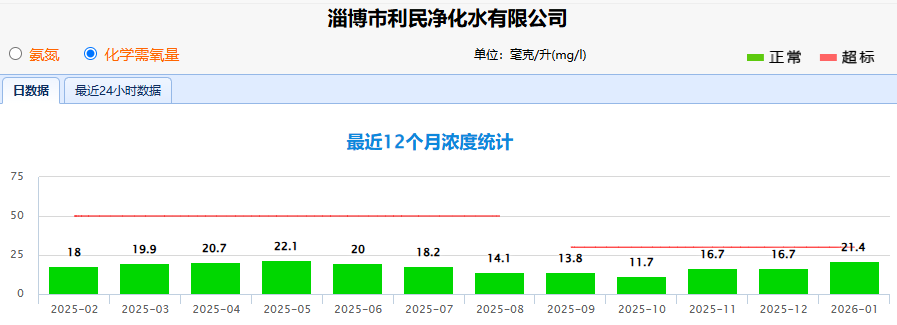 淄博市利民净化水有限公司
氨氮 化学需氧量 单位：毫克/升(mg/l) 正常 超标
日数据 最近24小时数据
最近12个月浓度统计
75
50
25
0
18 19.9 20.7 22.1 20 18.2 14.1 13.8 11.7 16.7 16.7 21.4
2025-02 2025-03 2025-04 2025-05 2025-06 2025-07 2025-08 2025-09 2025-10 2025-11 2025-12 2026-01